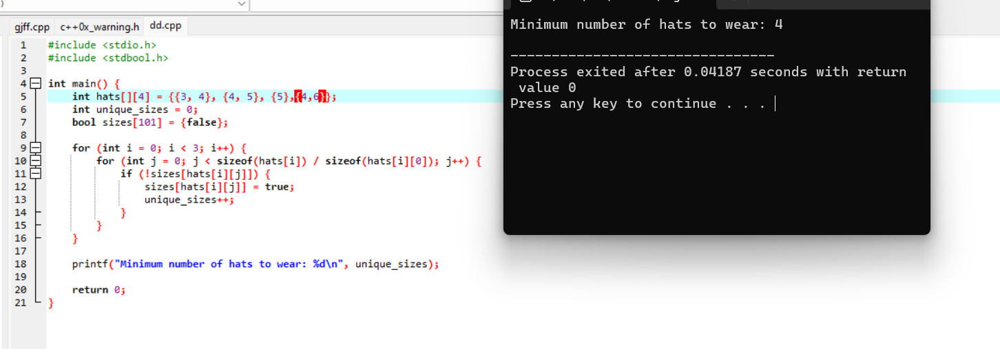 )
gjff.cpp c++0x_warning.h dd.cpp
1 #include <stdio.h>
2 #include <stdbool.h>
3
4 int main() {
5 int hats[][4] = {{3, 4}, {4, 5}, {5},{4,6}};
6 int unique_sizes = 0;
7 bool sizes[101] = {false};
8
9 for (int i = 0; i < 3; i++) {
10 for (int j = 0; j < sizeof(hats[i]) / sizeof(hats[i][0]); j++) {
11 if (!sizes[hats[i][j]]) {
12 sizes[hats[i][j]] = true;
13 unique_sizes++;
14 }
15 }
16 }
17
18 printf("Minimum number of hats to wear: %d\n", unique_sizes);
19
20 return 0;
21 }
Minimum number of hats to wear: 4
--------------------------------
Process exited after 0.04187 seconds with return
value 0
Press any key to continue . . .